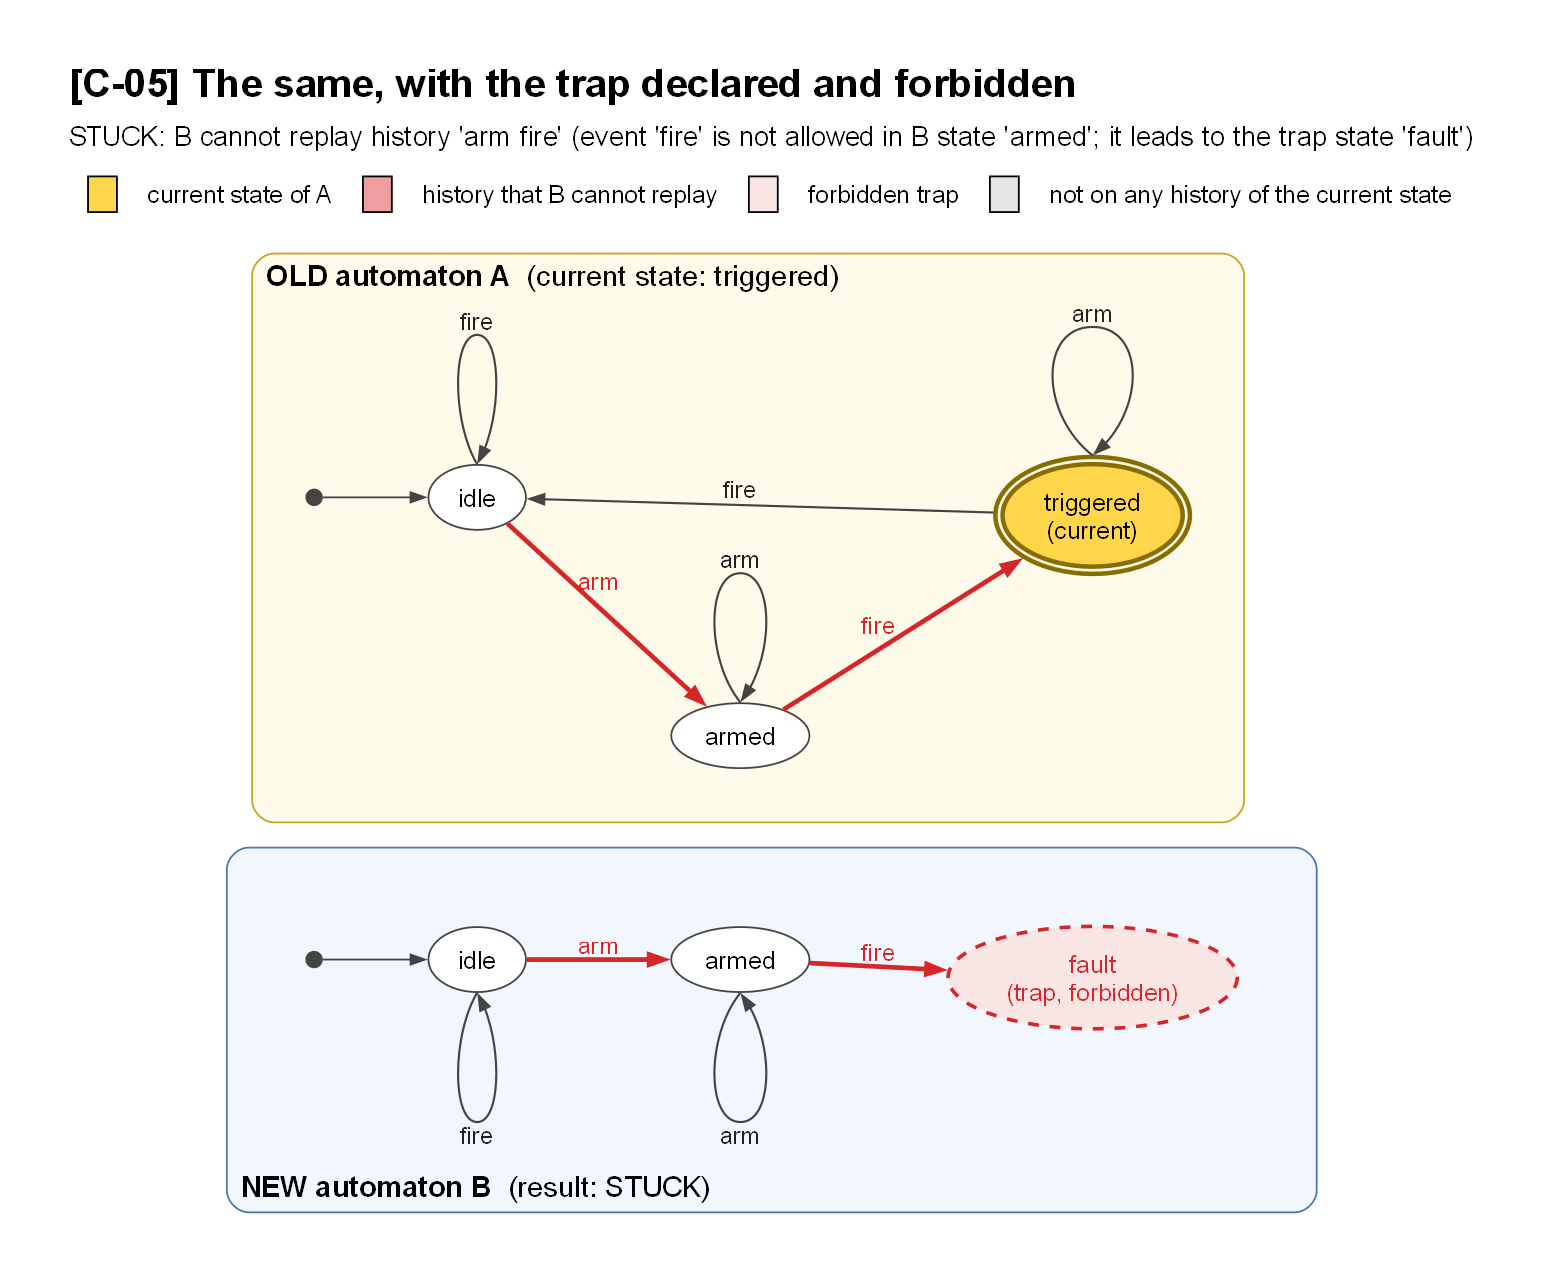 [C-05] The same, with the trap declared and forbidden
STUCK: B cannot replay history 'arm fire' (event 'fire' is not allowed in B state 'armed'; it leads to the trap state 'fault')
current state of A
history that B cannot replay
forbidden trap
not on any history of the current state
OLD automaton A (current state: triggered)
fire
arm
idle
fire
triggered
(current)
arm
arm
fire
armed
idle
arm
armed
fire
fault
(trap, forbidden)
fire
arm
NEW automaton B (result: STUCK)